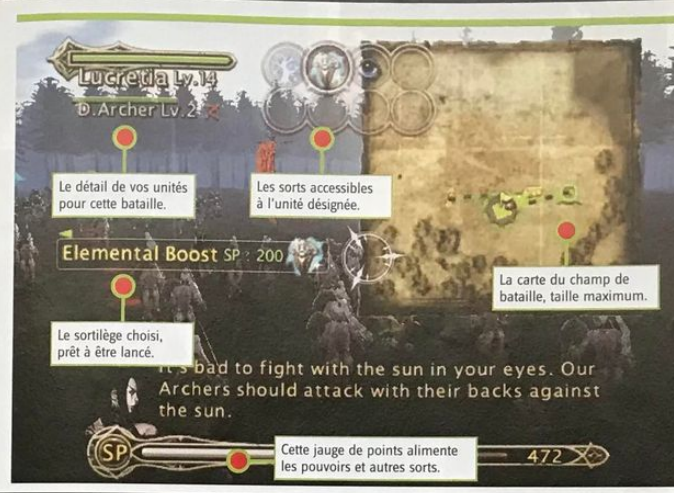 Lucretia Lv.14
D.Archer Lv.2
Le détail de vos unités
pour cette bataille.
Les sorts accessibles
à l'unité désignée.
Elemental Boost SP : 200
La carte du champ de
bataille, taille maximum.
Le sortilège choisi,
prêt à être lancé.
It's bad to fight with the sun in your eyes. Our
Archers should attack with their backs against
the sun.
SP
Cette jauge de points alimente
les pouvoirs et autres sorts.
472